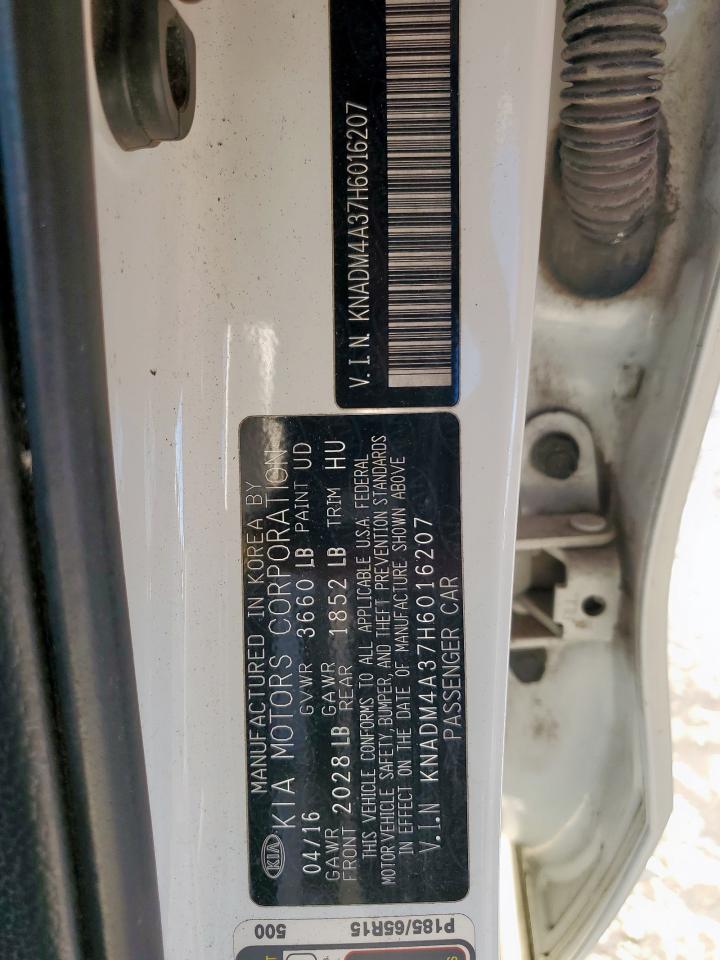 V.I.N. KNADM4A37H6016207
KIA
MANUFACTURED IN KOREA BY
KIA MOTORS CORPORATION
04/16 GVWR 3660 LB PAINT UD
GAWR FRONT 2028 LB GAWR REAR 1852 LB TRIM HU
THIS VEHICLE CONFORMS TO ALL APPLICABLE U.S.A. FEDERAL
MOTOR VEHICLE SAFETY, BUMPER, AND THEFT PREVENTION STANDARDS
IN EFFECT ON THE DATE OF MANUFACTURE SHOWN ABOVE
V.I.N KNADM4A37H6016207
PASSENGER CAR
500
P185/65R15